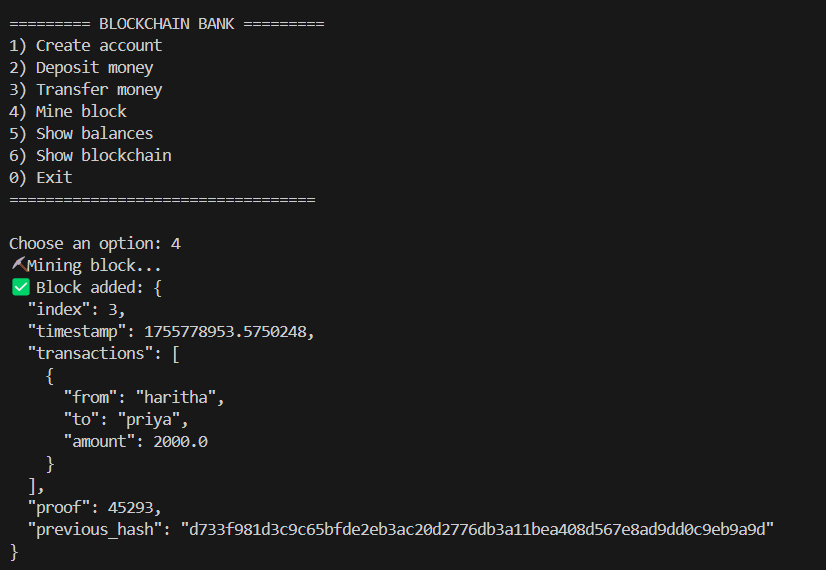 ========= BLOCKCHAIN BANK =========
1) Create account
2) Deposit money
3) Transfer money
4) Mine block
5) Show balances
6) Show blockchain
0) Exit
==================================
Choose an option: 4
⛏Mining block...
✅ Block added: {
  "index": 3,
  "timestamp": 1755778953.5750248,
  "transactions": [
    {
      "from": "haritha",
      "to": "priya",
      "amount": 2000.0
    }
  ],
  "proof": 45293,
  "previous_hash": "d733f981d3c9c65bfde2eb3ac20d2776db3a11bea408d567e8ad9dd0c9eb9a9d"
}